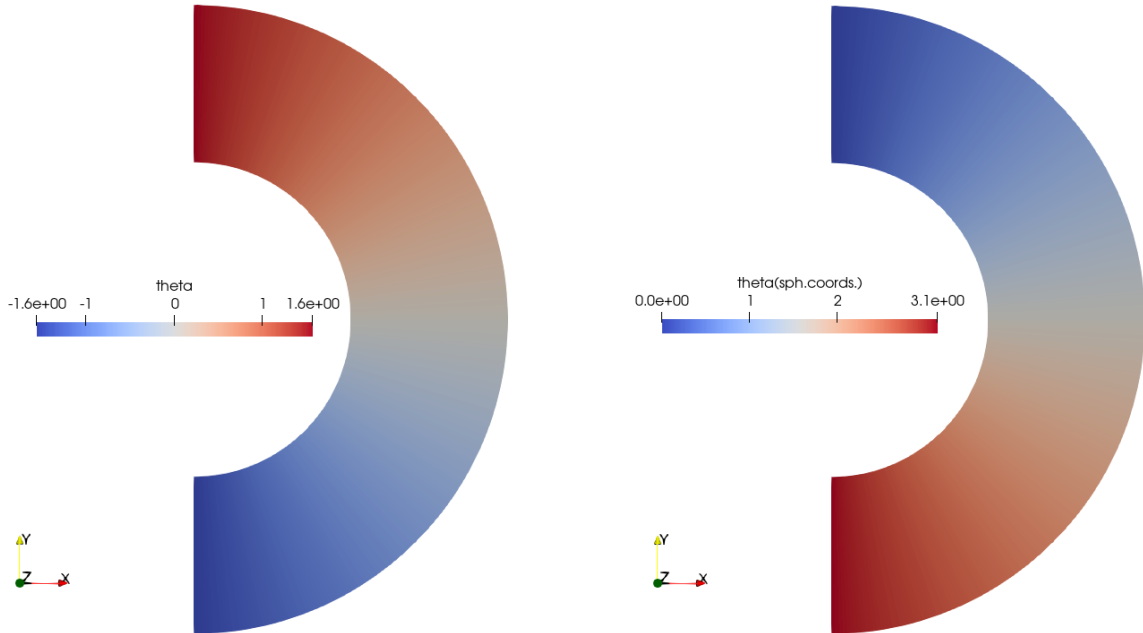 theta
-1.6e+00 -1 0 1 1.6e+00
Y
Z X
theta(sph.coords.)
0.0e+00 1 2 3.1e+00
Y
Z X